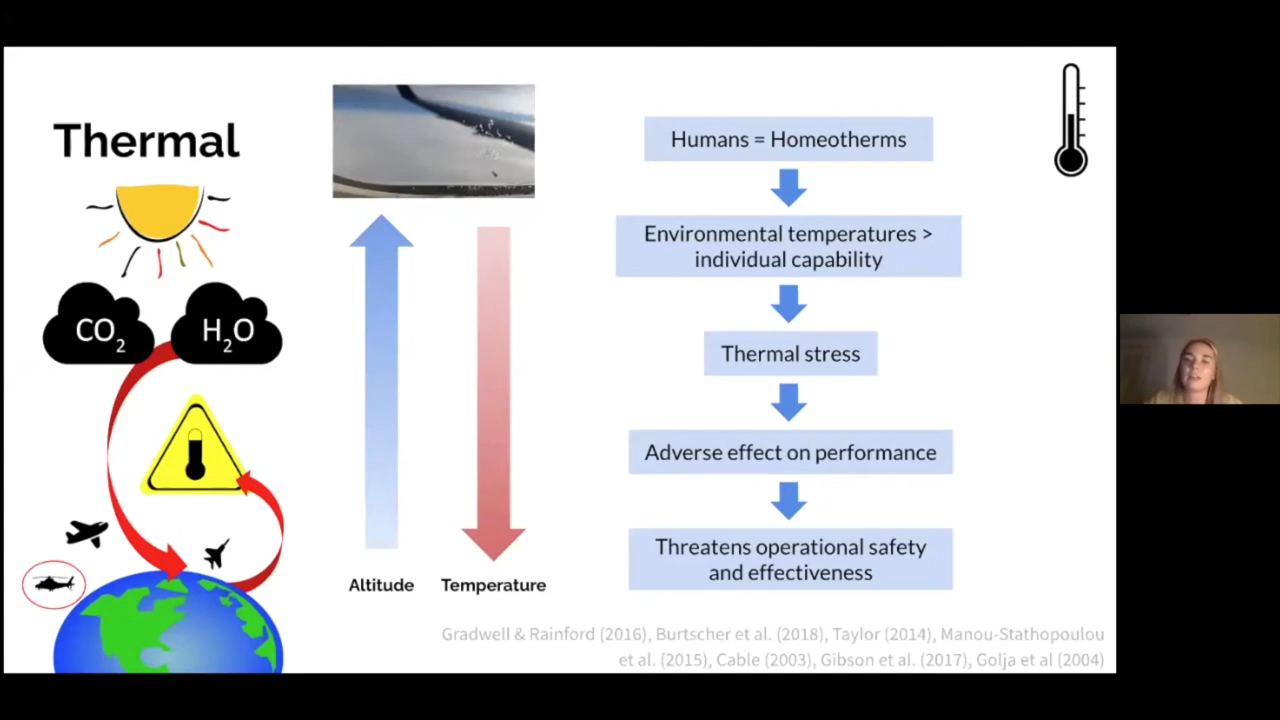 Thermal
CO2
H2O
Altitude
Temperature
Humans = Homeotherms
Environmental temperatures >
individual capability
Thermal stress
Adverse effect on performance
Threatens operational safety
and effectiveness
Gradwell & Rainford (2016), Burtscher et al. (2018), Taylor (2014), Manou-Stathopoulou
et al. (2015), Cable (2003), Gibson et al. (2017), Golja et al (2004)